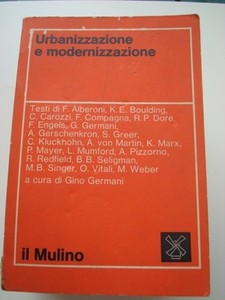 Urbanizzazione
e modernizzazione
Testi di F. Alberoni, K.E. Boulding,
C. Carozzi, F. Compagna, R.P. Dore,
F. Engels, G. Germani,
A. Gerschenkron, S. Greer,
C. Kluckhohn, A. von Martin, K. Marx,
P. Mayer, L. Mumford, A. Pizzorno,
R. Redfield, B.B. Seligman,
M.B. Singer, O. Vitali, M. Weber
a cura di Gino Germani
il Mulino